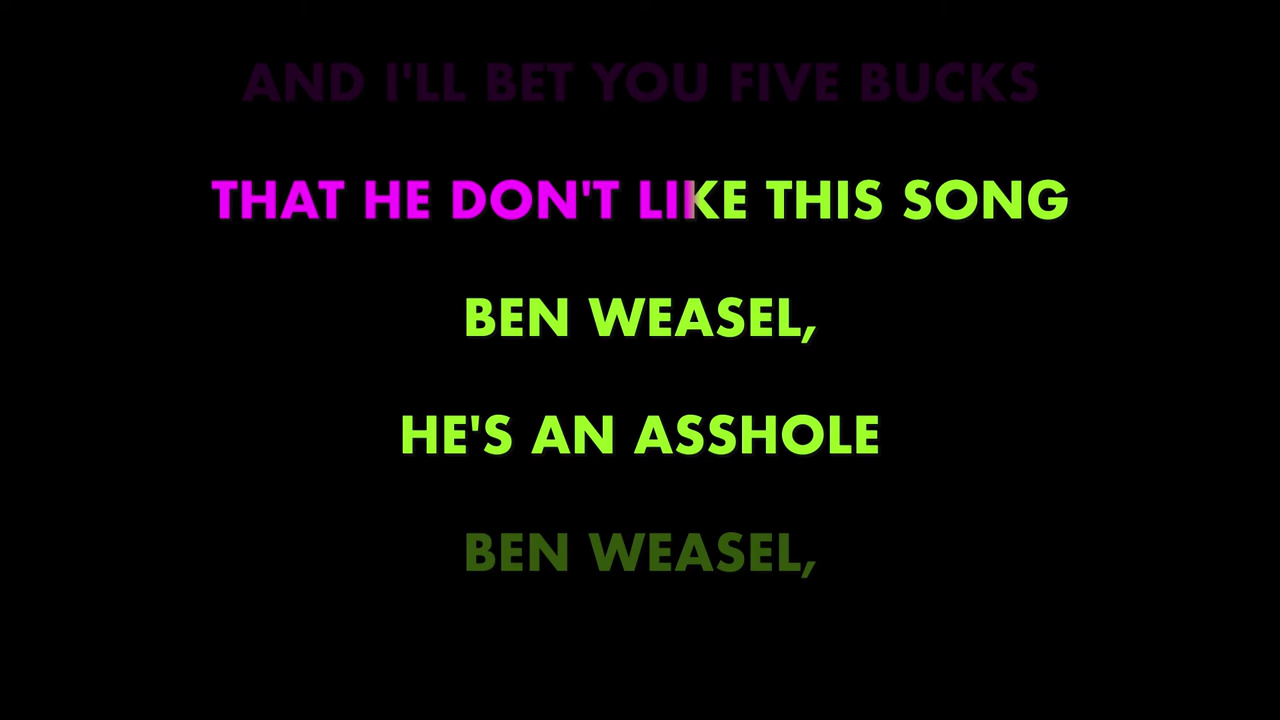 AND I'LL BET YOU FIVE BUCKS
THAT HE DON'T LIKE THIS SONG
BEN WEASEL,
HE'S AN ASSHOLE
BEN WEASEL,